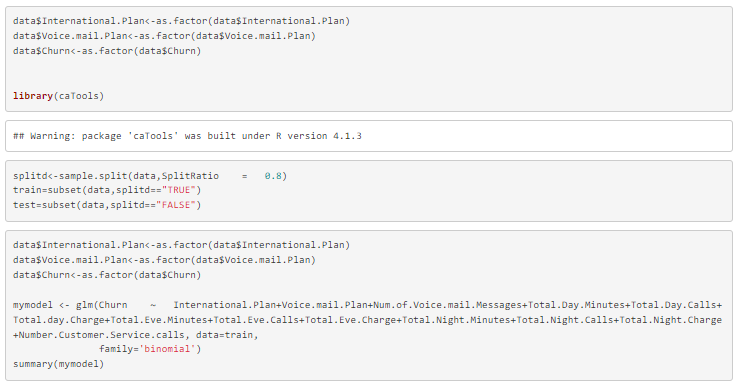 data$International.Plan<-as.factor(data$International.Plan)
data$Voice.mail.Plan<-as.factor(data$Voice.mail.Plan)
data$Churn<-as.factor(data$Churn)
library(caTools)
## Warning: package 'caTools' was built under R version 4.1.3
splitd<-sample.split(data,SplitRatio    =   0.8)
train=subset(data,splitd=="TRUE")
test=subset(data,splitd=="FALSE")
data$International.Plan<-as.factor(data$International.Plan)
data$Voice.mail.Plan<-as.factor(data$Voice.mail.Plan)
data$Churn<-as.factor(data$Churn)
mymodel <- glm(Churn    ~   International.Plan+Voice.mail.Plan+Num.of.Voice.mail.Messages+Total.Day.Minutes+Total.Day.Calls+
Total.day.Charge+Total.Eve.Minutes+Total.Eve.Calls+Total.Eve.Charge+Total.Night.Minutes+Total.Night.Calls+Total.Night.Charge
+Number.Customer.Service.calls, data=train,
              family='binomial')
summary(mymodel)